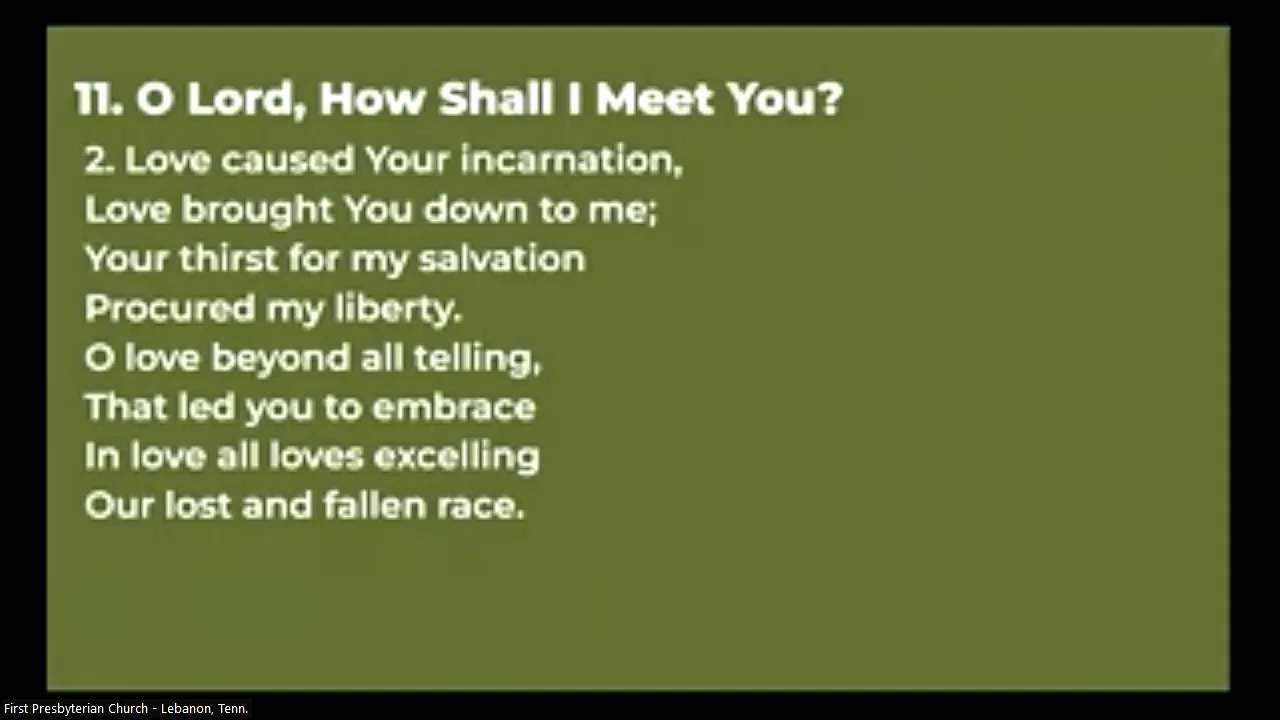 11. O Lord, How Shall I Meet You?
2. Love caused Your incarnation,
Love brought You down to me;
Your thirst for my salvation
Procured my liberty.
O love beyond all telling,
That led you to embrace
In love all loves excelling
Our lost and fallen race.
First Presbyterian Church - Lebanon, Tenn.